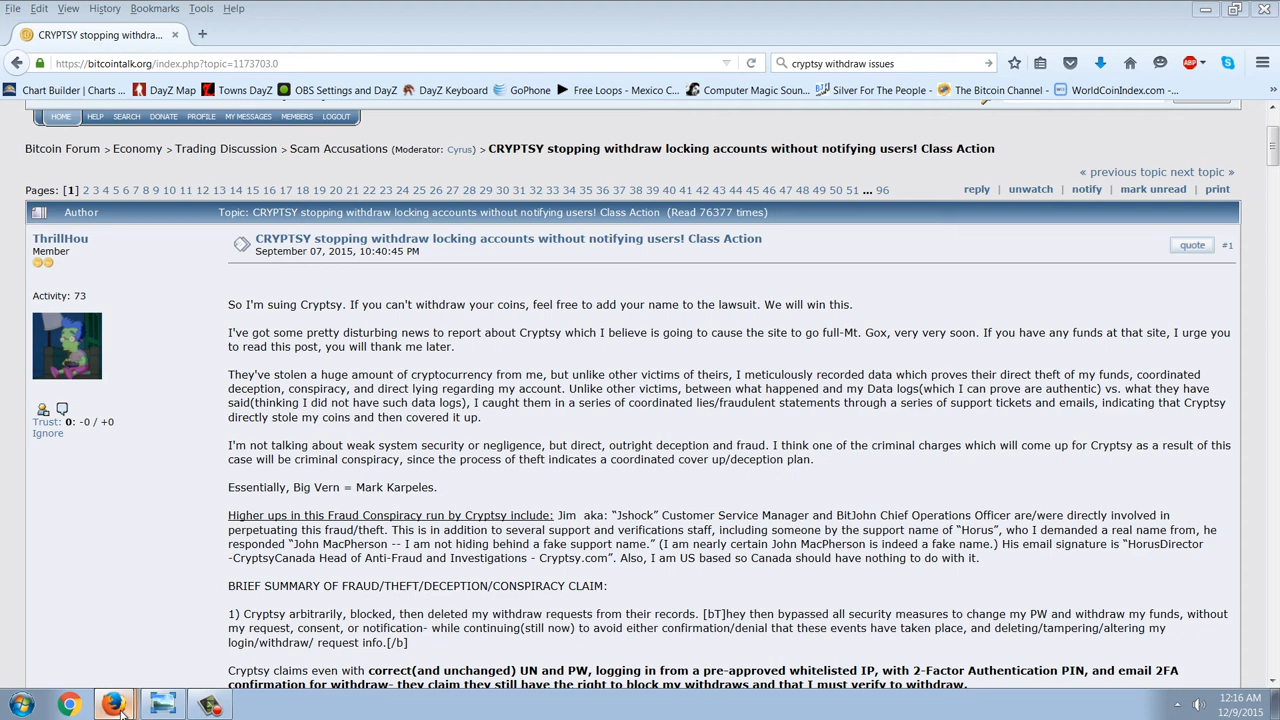 File Edit View History Bookmarks Tools Help
CRYPTSY stopping withdra... × +
https://bitcointalk.org/index.php?topic=1173703.0 cryptsy withdraw issues ABP
Chart Builder | Charts ... DayZ Map Towns DayZ OBS Settings and DayZ DayZ Keyboard GoPhone Free Loops - Mexico C... Computer Magic Soun... Silver For The People - ... The Bitcoin Channel - ... WorldCoinIndex.com -... »
HOME HELP SEARCH DONATE PROFILE MY MESSAGES MEMBERS LOGOUT
Bitcoin Forum > Economy > Trading Discussion > Scam Accusations (Moderator: Cyrus) > CRYPTSY stopping withdraw locking accounts without notifying users! Class Action
« previous topic next topic »
Pages: [1] 2 3 4 5 6 7 8 9 10 11 12 13 14 15 16 17 18 19 20 21 22 23 24 25 26 27 28 29 30 31 32 33 34 35 36 37 38 39 40 41 42 43 44 45 46 47 48 49 50 51 ... 96 reply unwatch notify mark unread print
Author Topic: CRYPTSY stopping withdraw locking accounts without notifying users! Class Action (Read 76377 times)
ThrillHou
Member
Activity: 73
Trust: 0: -0 / +0
Ignore
CRYPTSY stopping withdraw locking accounts without notifying users! Class Action
September 07, 2015, 10:40:45 PM
quote #1
So I'm suing Cryptsy. If you can't withdraw your coins, feel free to add your name to the lawsuit. We will win this.
I've got some pretty disturbing news to report about Cryptsy which I believe is going to cause the site to go full-Mt. Gox, very very soon. If you have any funds at that site, I urge you
to read this post, you will thank me later.
They've stolen a huge amount of cryptocurrency from me, but unlike other victims of theirs, I meticulously recorded data which proves their direct theft of my funds, coordinated
deception, conspiracy, and direct lying regarding my account. Unlike other victims, between what happened and my Data logs(which I can prove are authentic) vs. what they have
said(thinking I did not have such data logs), I caught them in a series of coordinated lies/fraudulent statements through a series of support tickets and emails, indicating that Cryptsy
directly stole my coins and then covered it up.
I'm not talking about weak system security or negligence, but direct, outright deception and fraud. I think one of the criminal charges which will come up for Cryptsy as a result of this
case will be criminal conspiracy, since the process of theft indicates a coordinated cover up/deception plan.
Essentially, Big Vern = Mark Karpeles.
Higher ups in this Fraud Conspiracy run by Cryptsy include: Jim aka: "Jshock" Customer Service Manager and BitJohn Chief Operations Officer are/were directly involved in
perpetuating this fraud/theft. This is in addition to several support and verifications staff, including someone by the support name of "Horus", who I demanded a real name from, he
responded "John MacPherson -- I am not hiding behind a fake support name." (I am nearly certain John MacPherson is indeed a fake name.) His email signature is "HorusDirector
-CryptsyCanada Head of Anti-Fraud and Investigations - Cryptsy.com". Also, I am US based so Canada should have nothing to do with it.
BRIEF SUMMARY OF FRAUD/THEFT/DECEPTION/CONSPIRACY CLAIM:
1) Cryptsy arbitrarily, blocked, then deleted my withdraw requests from their records. [bT]hey then bypassed all security measures to change my PW and withdraw my funds, without
my request, consent, or notification- while continuing(still now) to avoid either confirmation/denial that these events have taken place, and deleting/tampering/altering my
login/withdraw/ request info.[/b]
Cryptsy claims even with correct(and unchanged) UN and PW, logging in from a pre-approved whitelisted IP, with 2-Factor Authentication PIN, and email 2FA
confirmation for withdraw- they claim they still have the right to block my withdraws and that I must verify to withdraw.
12:16 AM
12/9/2015